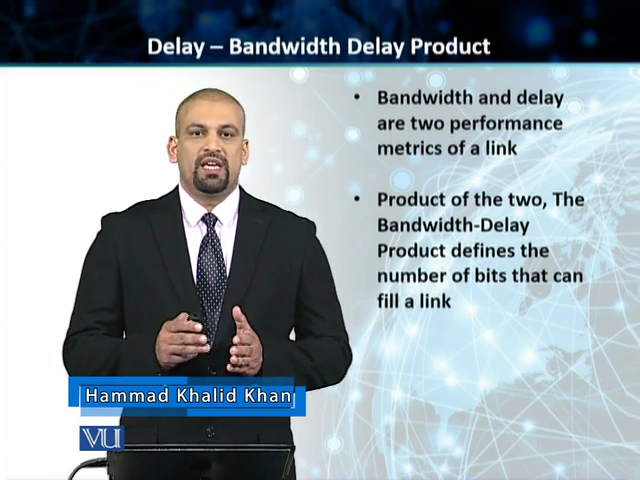 Delay – Bandwidth Delay Product
• Bandwidth and delay
are two performance
metrics of a link
• Product of the two, The
Bandwidth-Delay
Product defines the
number of bits that can
fill a link
Hammad Khalid Khan
VU